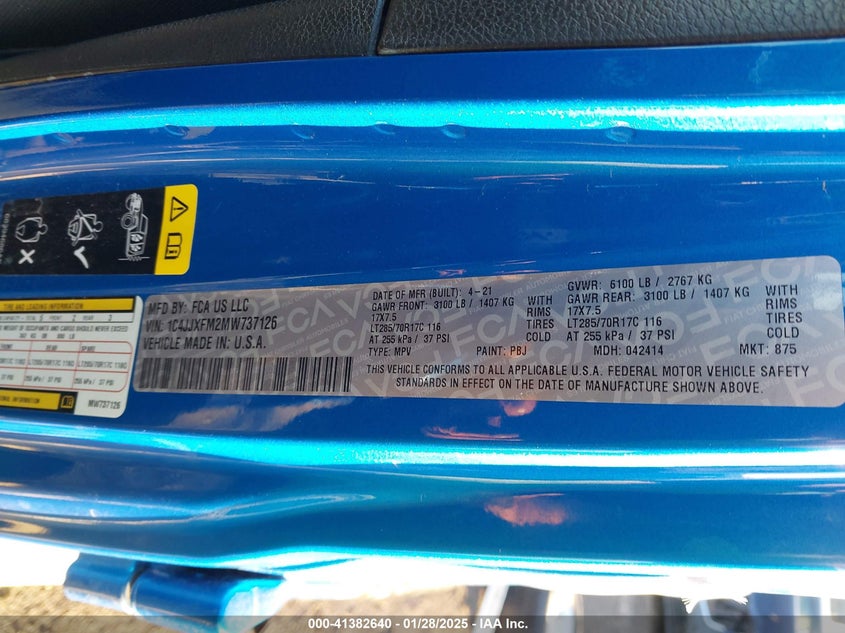 MFD BY: FCA US LLC
VIN: 1C4JJXFM2MW737126
VEHICLE MADE IN: U.S.A.
DATE OF MFR (BUILT): 4-21
GAWR FRONT: 3100 LB / 1407 KG
17X7.5
LT285/70R17C 116
AT 255 kPa / 37 PSI
TYPE: MPV
PAINT: PBJ
WITH
RIMS
TIRES
COLD
GVWR: 6100 LB / 2767 KG
GAWR REAR: 3100 LB / 1407 KG
17X7.5
LT285/70R17C 116
AT 255 kPa / 37 PSI
MDH: 042414
WITH
RIMS
TIRES
COLD
MKT: 875
THIS VEHICLE CONFORMS TO ALL APPLICABLE U.S.A. FEDERAL MOTOR VEHICLE SAFETY
STANDARDS IN EFFECT ON THE DATE OF MANUFACTURE SHOWN ABOVE.
TIRE AND LOADING INFORMATION
MW737126
000-41382640 - 01/28/2025 - IAA Inc.